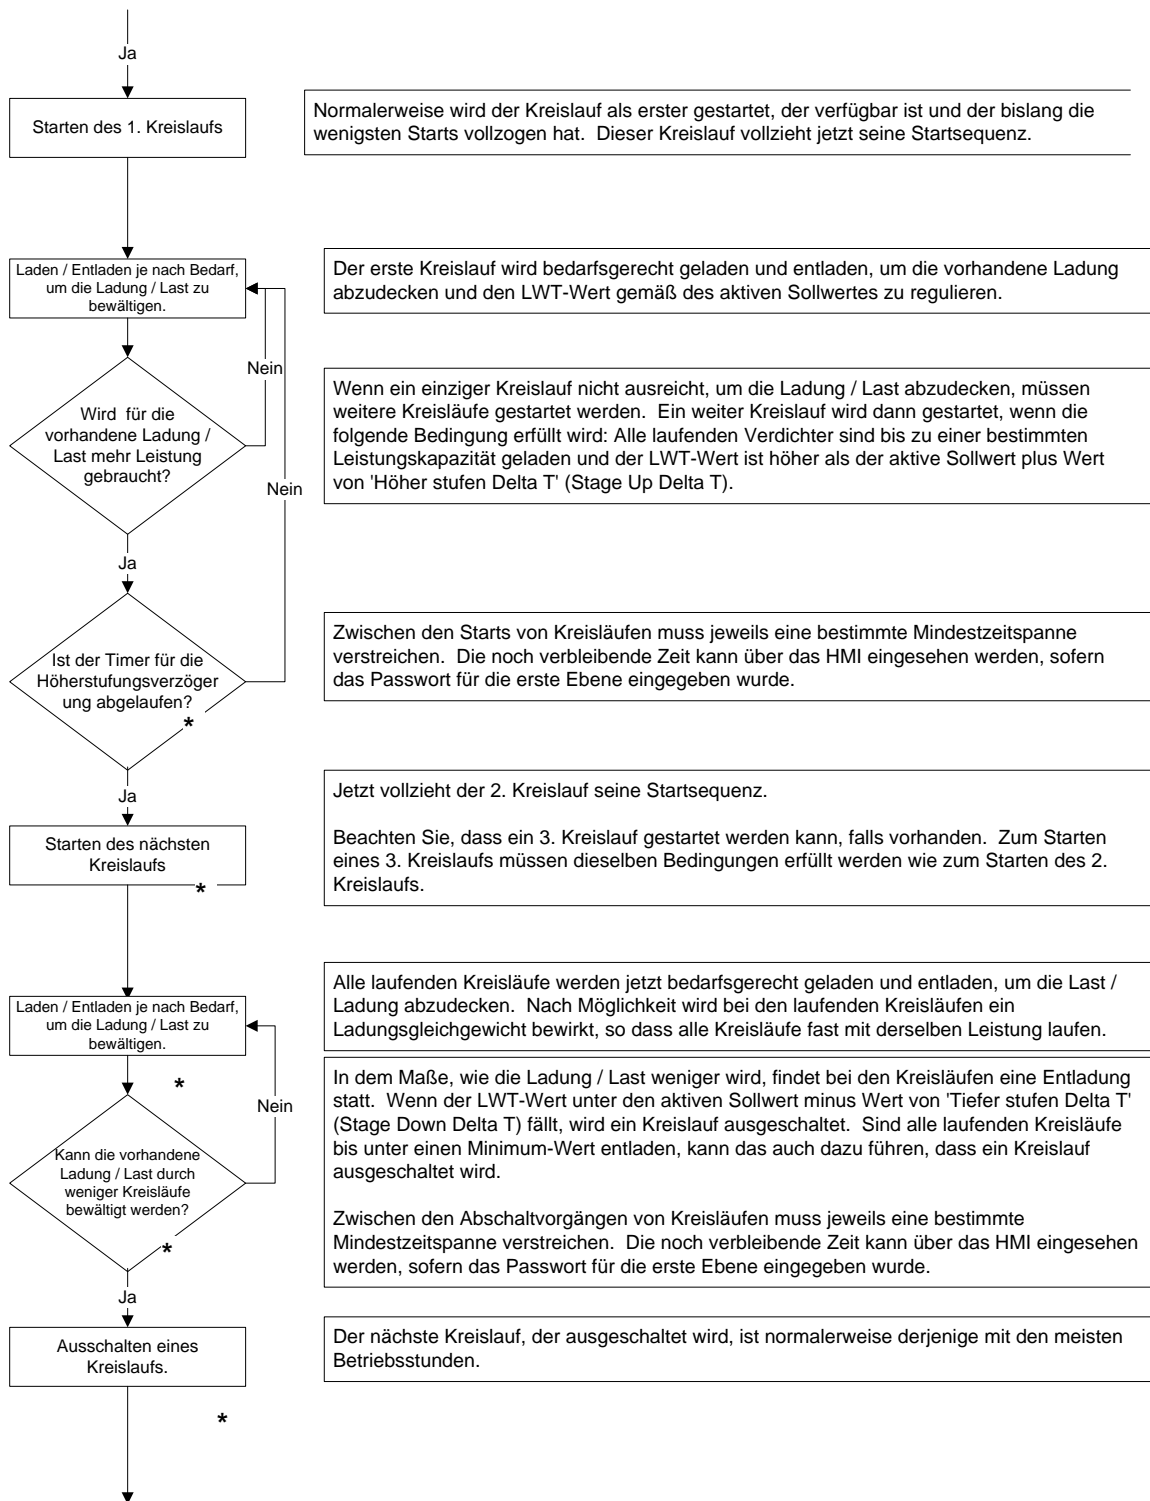 Ja
Starten des 1. Kreislaufs
Normalerweise wird der Kreislauf als erster gestartet, der verfügbar ist und der bislang die
wenigsten Starts vollzogen hat.  Dieser Kreislauf vollzieht jetzt seine Startsequenz.
Laden / Entladen je nach Bedarf,
um die Ladung / Last zu
bewältigen.
Der erste Kreislauf wird bedarfsgerecht geladen und entladen, um die vorhandene Ladung
abzudecken und den LWT-Wert gemäß des aktiven Sollwertes zu regulieren.
Nein
Wird  für die
vorhandene Ladung /
Last mehr Leistung
gebraucht?
Wenn ein einziger Kreislauf nicht ausreicht, um die Ladung / Last abzudecken, müssen
weitere Kreisläufe gestartet werden.  Ein weiter Kreislauf wird dann gestartet, wenn die
folgende Bedingung erfüllt wird: Alle laufenden Verdichter sind bis zu einer bestimmten
Leistungskapazität geladen und der LWT-Wert ist höher als der aktive Sollwert plus Wert
von 'Höher stufen Delta T' (Stage Up Delta T).
Nein
Ja
Ist der Timer für die
Höherstufungsverzöger
ung abgelaufen?
*
Zwischen den Starts von Kreisläufen muss jeweils eine bestimmte Mindestzeitspanne
verstreichen.  Die noch verbleibende Zeit kann über das HMI eingesehen werden, sofern
das Passwort für die erste Ebene eingegeben wurde.
Ja
Starten des nächsten
Kreislaufs
*
Jetzt vollzieht der 2. Kreislauf seine Startsequenz.
Beachten Sie, dass ein 3. Kreislauf gestartet werden kann, falls vorhanden.  Zum Starten
eines 3. Kreislaufs müssen dieselben Bedingungen erfüllt werden wie zum Starten des 2.
Kreislaufs.
Laden / Entladen je nach Bedarf,
um die Ladung / Last zu
bewältigen.
Alle laufenden Kreisläufe werden jetzt bedarfsgerecht geladen und entladen, um die Last /
Ladung abzudecken.  Nach Möglichkeit wird bei den laufenden Kreisläufen ein
Ladungsgleichgewicht bewirkt, so dass alle Kreisläufe fast mit derselben Leistung laufen.
*
Nein
Kann die vorhandene
Ladung / Last durch
weniger Kreisläufe
bewältigt werden?
*
In dem Maße, wie die Ladung / Last weniger wird, findet bei den Kreisläufen eine Entladung
statt.  Wenn der LWT-Wert unter den aktiven Sollwert minus Wert von 'Tiefer stufen Delta T'
(Stage Down Delta T) fällt, wird ein Kreislauf ausgeschaltet.  Sind alle laufenden Kreisläufe
bis unter einen Minimum-Wert entladen, kann das auch dazu führen, dass ein Kreislauf
ausgeschaltet wird.
Zwischen den Abschaltvorgängen von Kreisläufen muss jeweils eine bestimmte
Mindestzeitspanne verstreichen.  Die noch verbleibende Zeit kann über das HMI eingesehen
werden, sofern das Passwort für die erste Ebene eingegeben wurde.
Ja
Ausschalten eines
Kreislaufs.
Der nächste Kreislauf, der ausgeschaltet wird, ist normalerweise derjenige mit den meisten
Betriebsstunden.
*